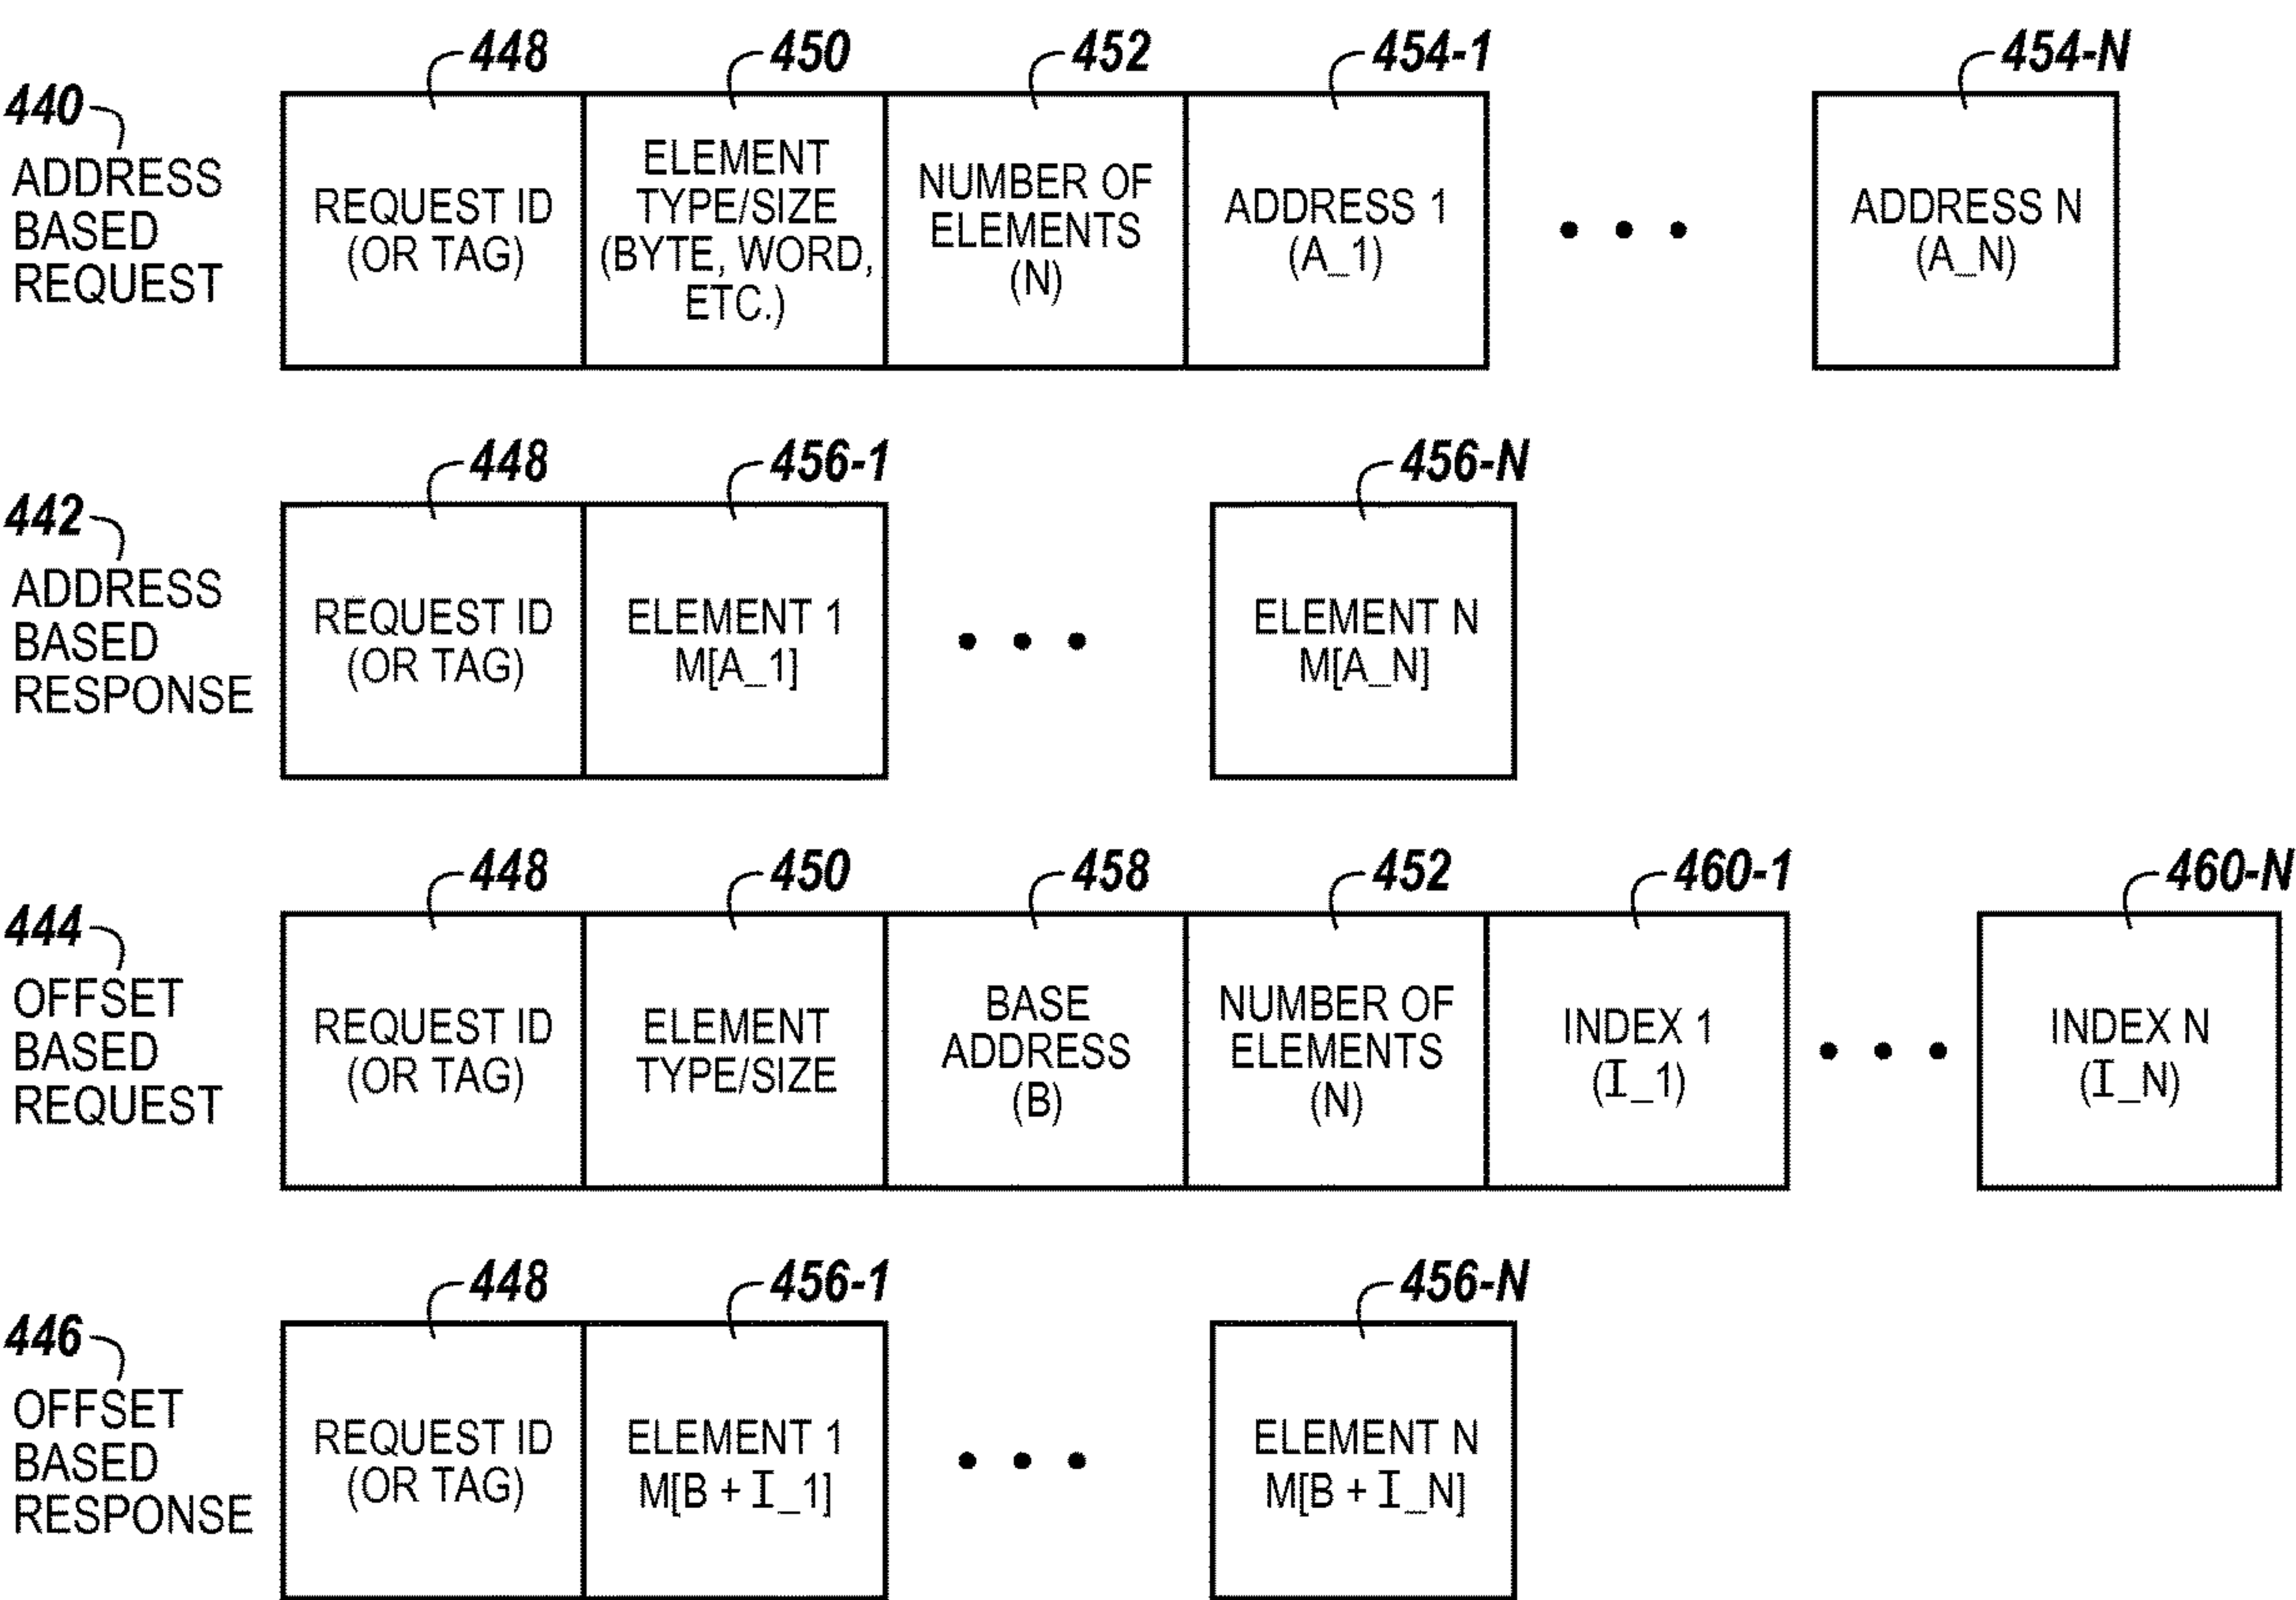 448 450 452 454-1 454-N
440
ADDRESS
BASED
REQUEST
REQUEST ID
(OR TAG)
ELEMENT
TYPE/SIZE
(BYTE, WORD,
ETC.)
NUMBER OF
ELEMENTS
(N)
ADDRESS 1
(A_1)
• • •
ADDRESS N
(A_N)
448 456-1 456-N
442
ADDRESS
BASED
RESPONSE
REQUEST ID
(OR TAG)
ELEMENT 1
M[A_1]
• • •
ELEMENT N
M[A_N]
448 450 458 452 460-1 460-N
444
OFFSET
BASED
REQUEST
REQUEST ID
(OR TAG)
ELEMENT
TYPE/SIZE
BASE
ADDRESS
(B)
NUMBER OF
ELEMENTS
(N)
INDEX 1
(I_1)
• • •
INDEX N
(I_N)
448 456-1 456-N
446
OFFSET
BASED
RESPONSE
REQUEST ID
(OR TAG)
ELEMENT 1
M[B + I_1]
• • •
ELEMENT N
M[B + I_N]